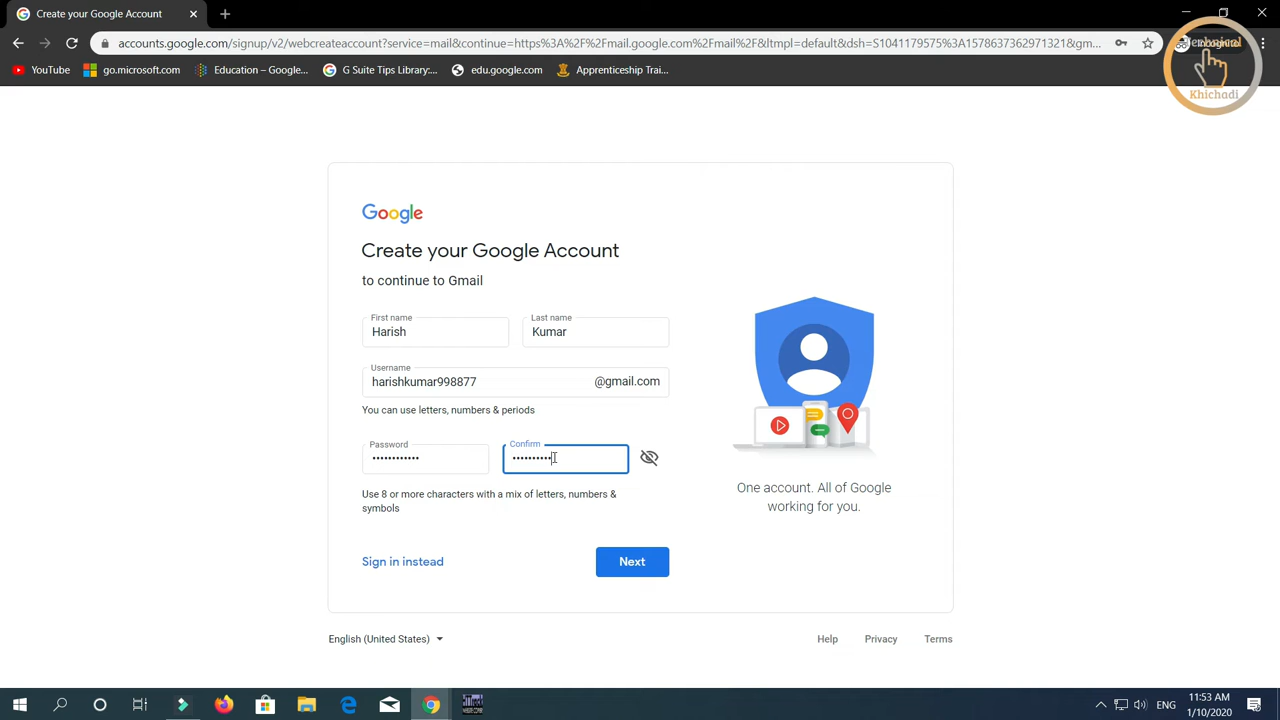 Create your Google Account
accounts.google.com/signup/v2/webcreateaccount?service=mail&continue=https%3A%2F%2Fmail.google.com%2Fmail%2F&ltmpl=default&dsh=S1041179575%3A1578637362971321&gm...
YouTube
go.microsoft.com
Education – Google...
G Suite Tips Library:...
edu.google.com
Apprenticeship Trai...
Khichadi
Google
Create your Google Account
to continue to Gmail
First name
Last name
Harish
Kumar
Username
harishkumar998877
@gmail.com
You can use letters, numbers & periods
Password
Confirm
••••••••••••
••••••••••
Use 8 or more characters with a mix of letters, numbers &
symbols
One account. All of Google
working for you.
Sign in instead
Next
English (United States)
Help
Privacy
Terms
ENG
11:53 AM
1/10/2020